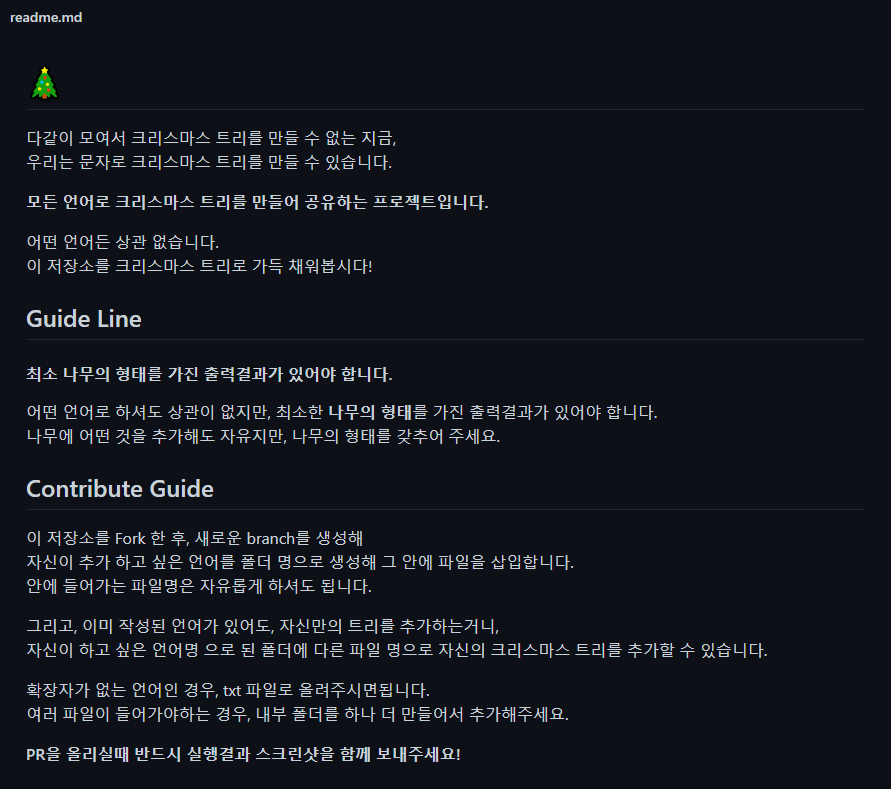 readme.md
다같이 모여서 크리스마스 트리를 만들 수 없는 지금,
우리는 문자로 크리스마스 트리를 만들 수 있습니다.
모든 언어로 크리스마스 트리를 만들어 공유하는 프로젝트입니다.
어떤 언어든 상관 없습니다.
이 저장소를 크리스마스 트리로 가득 채워봅시다!
Guide Line
최소 나무의 형태를 가진 출력결과가 있어야 합니다.
어떤 언어로 하셔도 상관이 없지만, 최소한 나무의 형태를 가진 출력결과가 있어야 합니다.
나무에 어떤 것을 추가해도 자유지만, 나무의 형태를 갖추어 주세요.
Contribute Guide
이 저장소를 Fork 한 후, 새로운 branch를 생성해
자신이 추가 하고 싶은 언어를 폴더 명으로 생성해 그 안에 파일을 삽입합니다.
안에 들어가는 파일명은 자유롭게 하셔도 됩니다.
그리고, 이미 작성된 언어가 있어도, 자신만의 트리를 추가하는거니,
자신이 하고 싶은 언어명 으로 된 폴더에 다른 파일 명으로 자신의 크리스마스 트리를 추가할 수 있습니다.
확장자가 없는 언어인 경우, txt 파일로 올려주시면됩니다.
여러 파일이 들어가야하는 경우, 내부 폴더를 하나 더 만들어서 추가해주세요.
PR을 올리실때 반드시 실행결과 스크린샷을 함께 보내주세요!